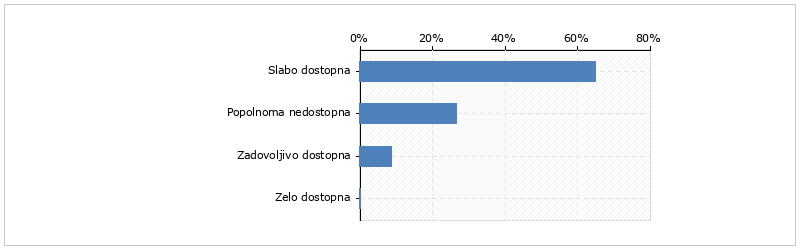 0% 20% 40% 60% 80%
Slabo dostopna
Popolnoma nedostopna
Zadovoljivo dostopna
Zelo dostopna